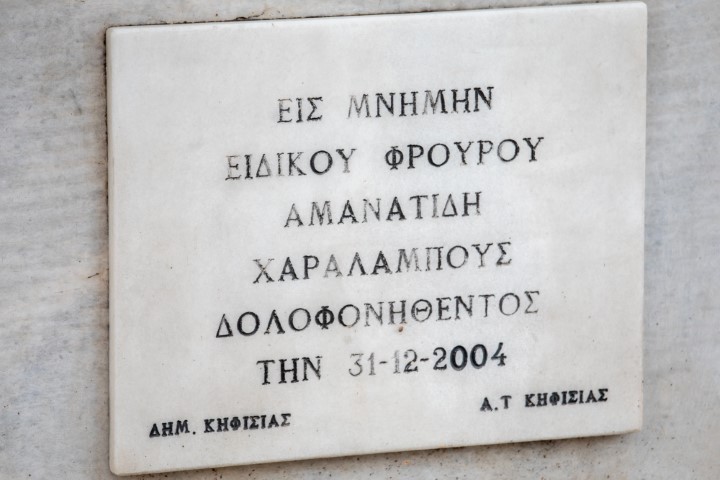 ΕΙΣ ΜΝΗΜΗΝ
ΕΙΔΙΚΟΥ ΦΡΟΥΡΟΥ
ΑΜΑΝΑΤΙΔΗ
ΧΑΡΑΛΑΜΠΟΥΣ
ΔΟΛΟΦΟΝΗΘΕΝΤΟΣ
ΤΗΝ 31-12-2004
ΔΗΜ. ΚΗΦΙΣΙΑΣ
Α.Τ ΚΗΦΙΣΙΑΣ